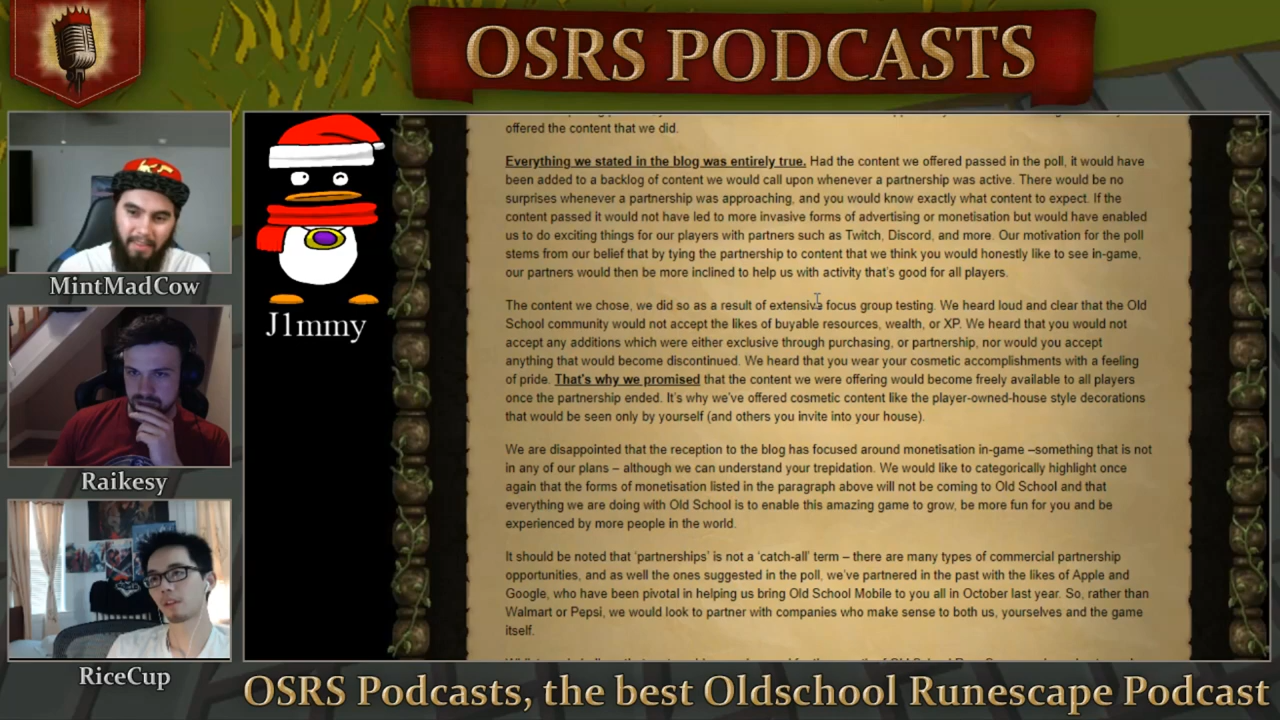 OSRS PODCASTS
offered the content that we did.
Everything we stated in the blog was entirely true. Had the content we offered passed in the poll, it would have
been added to a backlog of content we would call upon whenever a partnership was active. There would be no
surprises whenever a partnership was approaching, and you would know exactly what content to expect. If the
content passed it would not have led to more invasive forms of advertising or monetisation but would have enabled
us to do exciting things for our players with partners such as Twitch, Discord, and more. Our motivation for the poll
stems from our belief that by tying the partnership to content that we think you would honestly like to see in-game,
our partners would then be more inclined to help us with activity that's good for all players.
The content we chose, we did so as a result of extensive focus group testing. We heard loud and clear that the Old
School community would not accept the likes of buyable resources, wealth, or XP. We heard that you would not
accept any additions which were either exclusive through purchasing, or partnership, nor would you accept
anything that would become discontinued. We heard that you wear your cosmetic accomplishments with a feeling
of pride. That's why we promised that the content we were offering would become freely available to all players
once the partnership ended. It's why we've offered cosmetic content like the player-owned-house style decorations
that would be seen only by yourself (and others you invite into your house).
We are disappointed that the reception to the blog has focused around monetisation in-game –something that is not
in any of our plans – although we can understand your trepidation. We would like to categorically highlight once
again that the forms of monetisation listed in the paragraph above will not be coming to Old School and that
everything we are doing with Old School is to enable this amazing game to grow, be more fun for you and be
experienced by more people in the world.
It should be noted that 'partnerships' is not a 'catch-all' term – there are many types of commercial partnership
opportunities, and as well the ones suggested in the poll, we've partnered in the past with the likes of Apple and
Google, who have been pivotal in helping us bring Old School Mobile to you all in October last year. So, rather than
Walmart or Pepsi, we would look to partner with companies who make sense to both us, yourselves and the game
itself.
MintMadCow
J1mmy
Raikesy
RiceCup
OSRS Podcasts, the best Oldschool Runescape Podcast